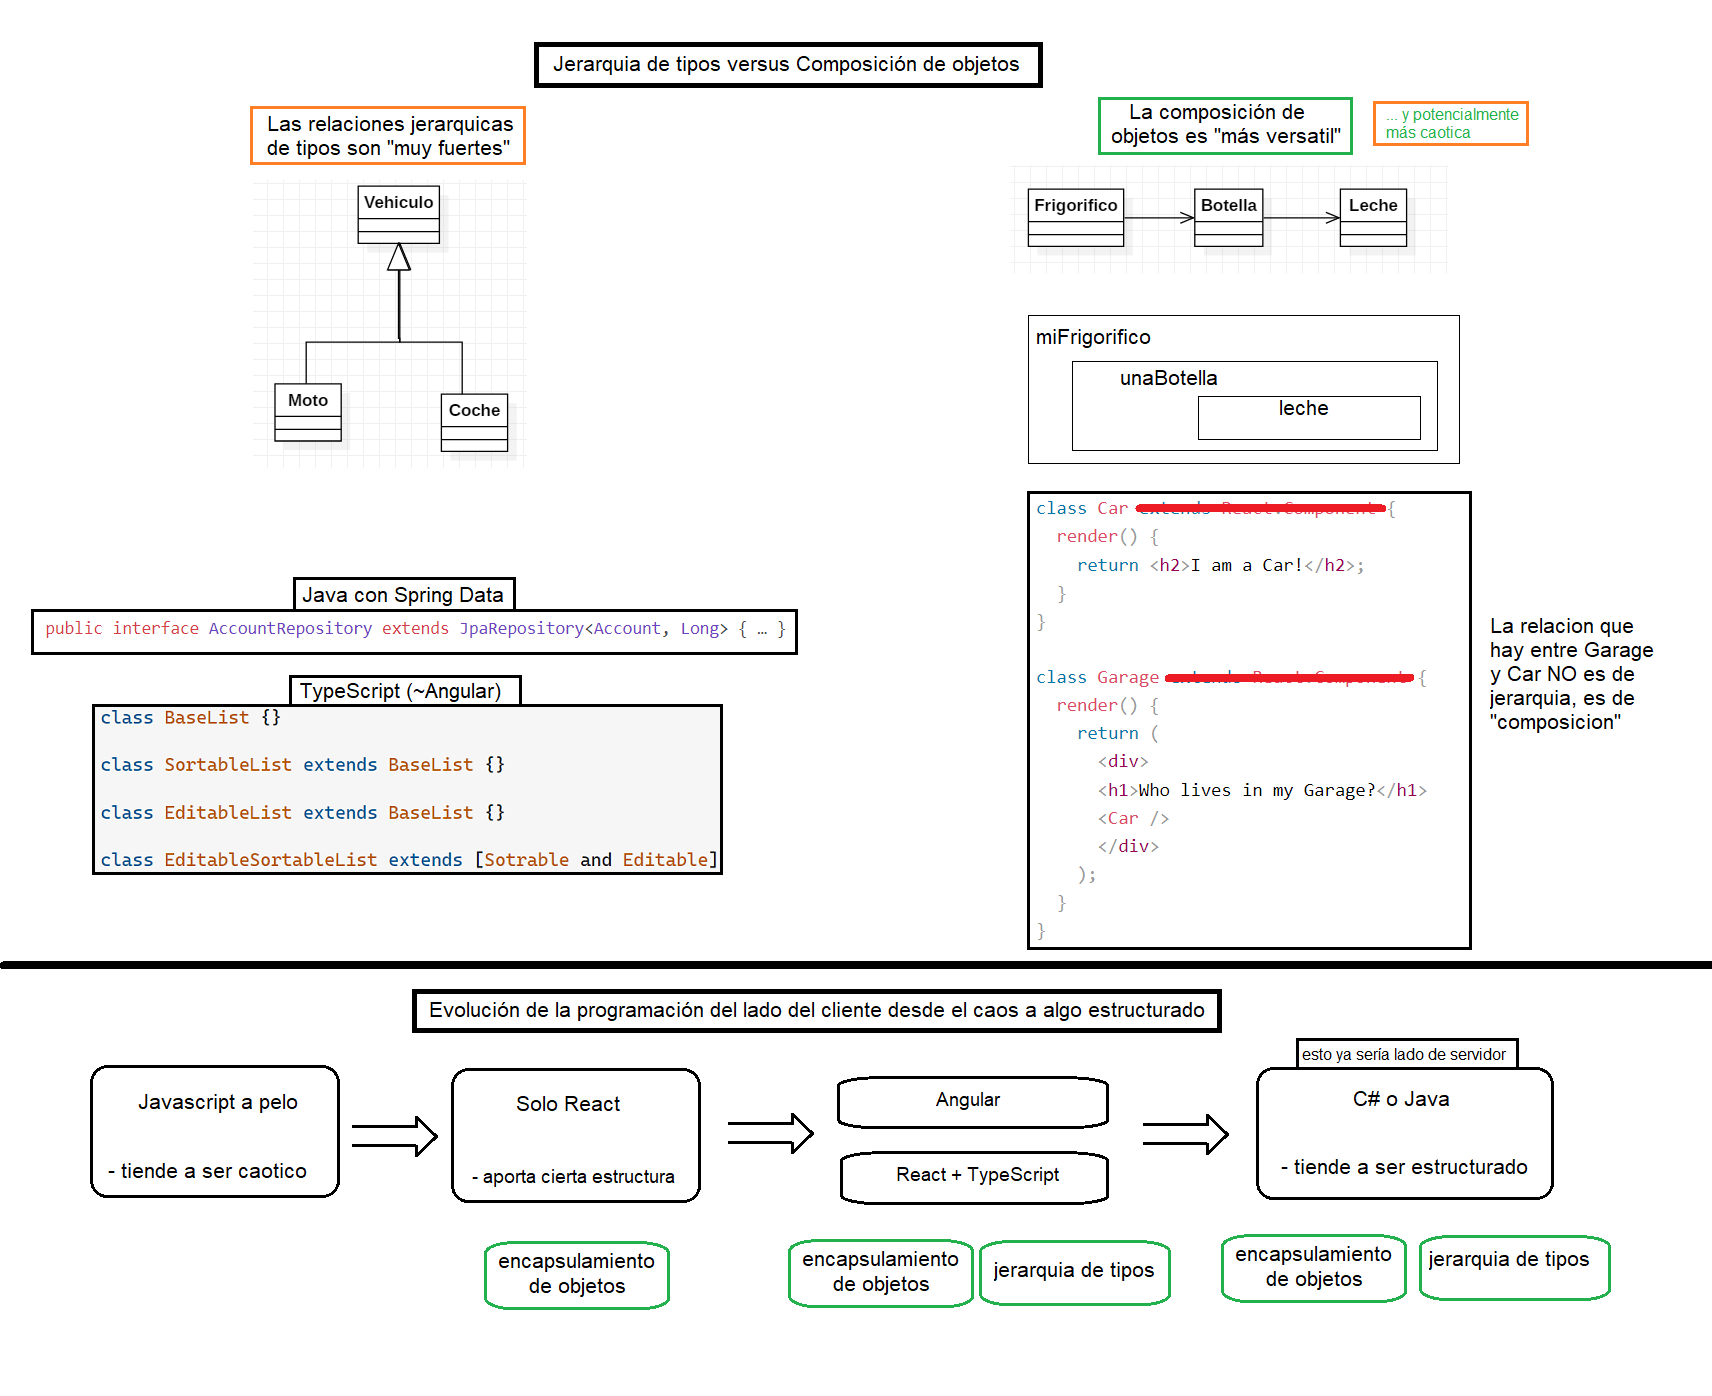 Jerarquia de tipos versus Composición de objetos
Las relaciones jerarquicas
de tipos son "muy fuertes"
Vehiculo
Moto
Coche
Java con Spring Data
public interface AccountRepository extends JpaRepository<Account, Long> { … }
TypeScript (~Angular)
class BaseList {}
class SortableList extends BaseList {}
class EditableList extends BaseList {}
class EditableSortableList extends [Sotrable and Editable]
La composición de
objetos es "más versatil"
... y potencialmente
más caotica
Frigorifico
Botella
Leche
miFrigorifico
unaBotella
leche
class Car extends React.Component {
render() {
return <h2>I am a Car!</h2>;
}
}
class Garage extends React.Component {
render() {
return (
<div>
<h1>Who lives in my Garage?</h1>
<Car />
</div>
);
}
}
La relacion que
hay entre Garage
y Car NO es de
jerarquia, es de
"composicion"
Evolución de la programación del lado del cliente desde el caos a algo estructurado
Javascript a pelo
- tiende a ser caotico
Solo React
- aporta cierta estructura
encapsulamiento
de objetos
Angular
React + TypeScript
encapsulamiento
de objetos
jerarquia de tipos
esto ya sería lado de servidor
C# o Java
- tiende a ser estructurado
encapsulamiento
de objetos
jerarquia de tipos